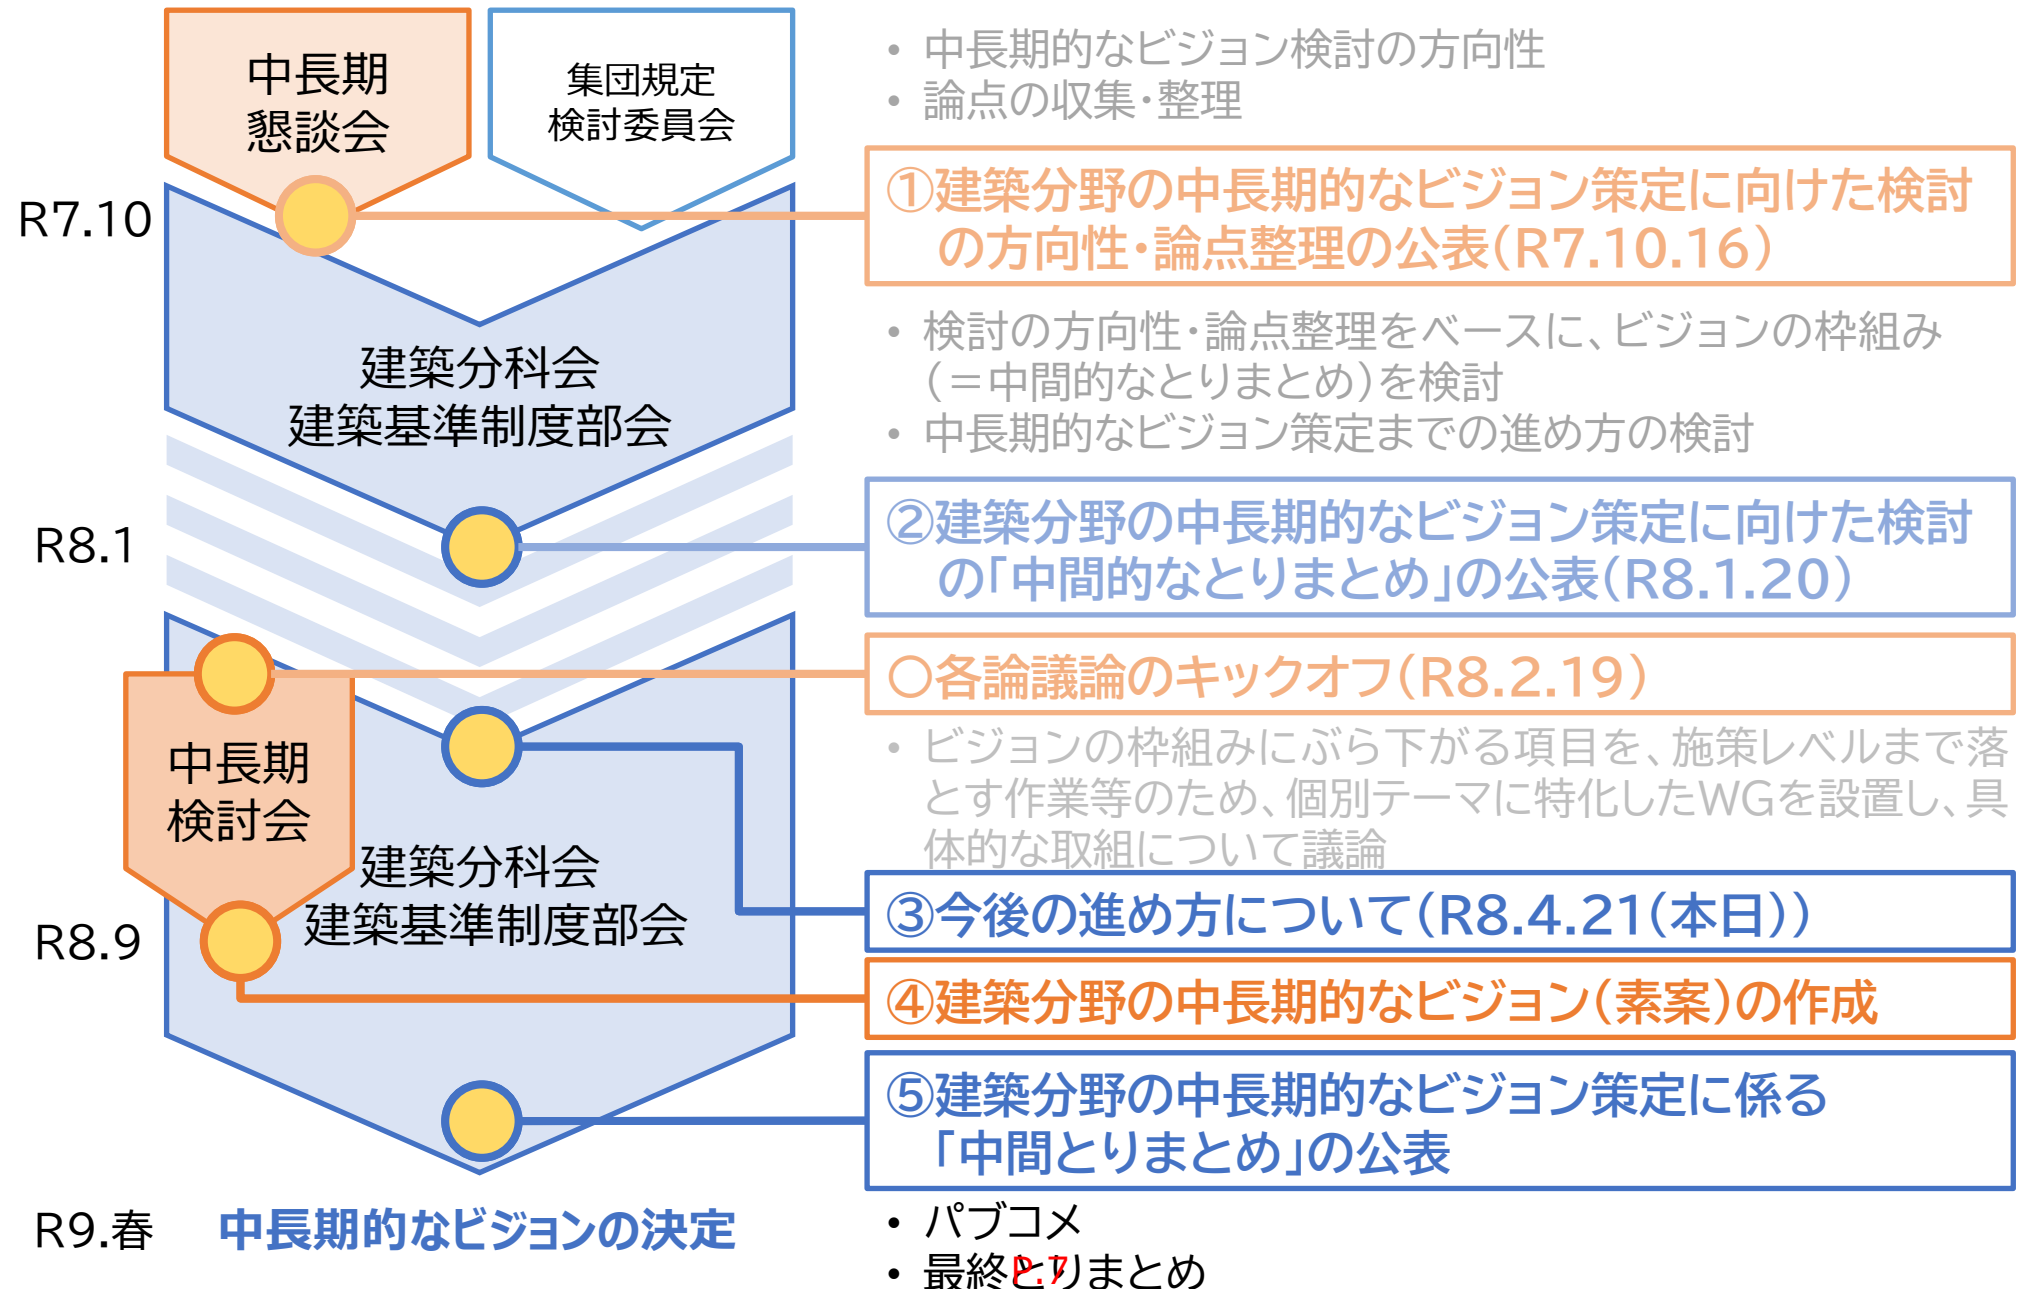 中長期
懇談会
集団規定
検討委員会
• 中長期的なビジョン検討の方向性
• 論点の収集・整理
R7.10
①建築分野の中長期的なビジョン策定に向けた検討
の方向性・論点整理の公表（R7.10.16）
• 検討の方向性・論点整理をベースに、ビジョンの枠組み
（＝中間的なとりまとめ）を検討
• 中長期的なビジョン策定までの進め方の検討
建築分科会
建築基準制度部会
R8.1
②建築分野の中長期的なビジョン策定に向けた検討
の「中間的なとりまとめ」の公表（R8.1.20）
〇各論議論のキックオフ（R8.2.19）
• ビジョンの枠組みにぶら下がる項目を、施策レベルまで落
とす作業等のため、個別テーマに特化したWGを設置し、具
体的な取組について議論
中長期
検討会
建築分科会
建築基準制度部会
R8.9
③今後の進め方について（R8.4.21（本日））
④建築分野の中長期的なビジョン（素案）の作成
⑤建築分野の中長期的なビジョン策定に係る
「中間とりまとめ」の公表
R9.春
中長期的なビジョンの決定
• パブコメ
• 最終とりまとめ
P.7